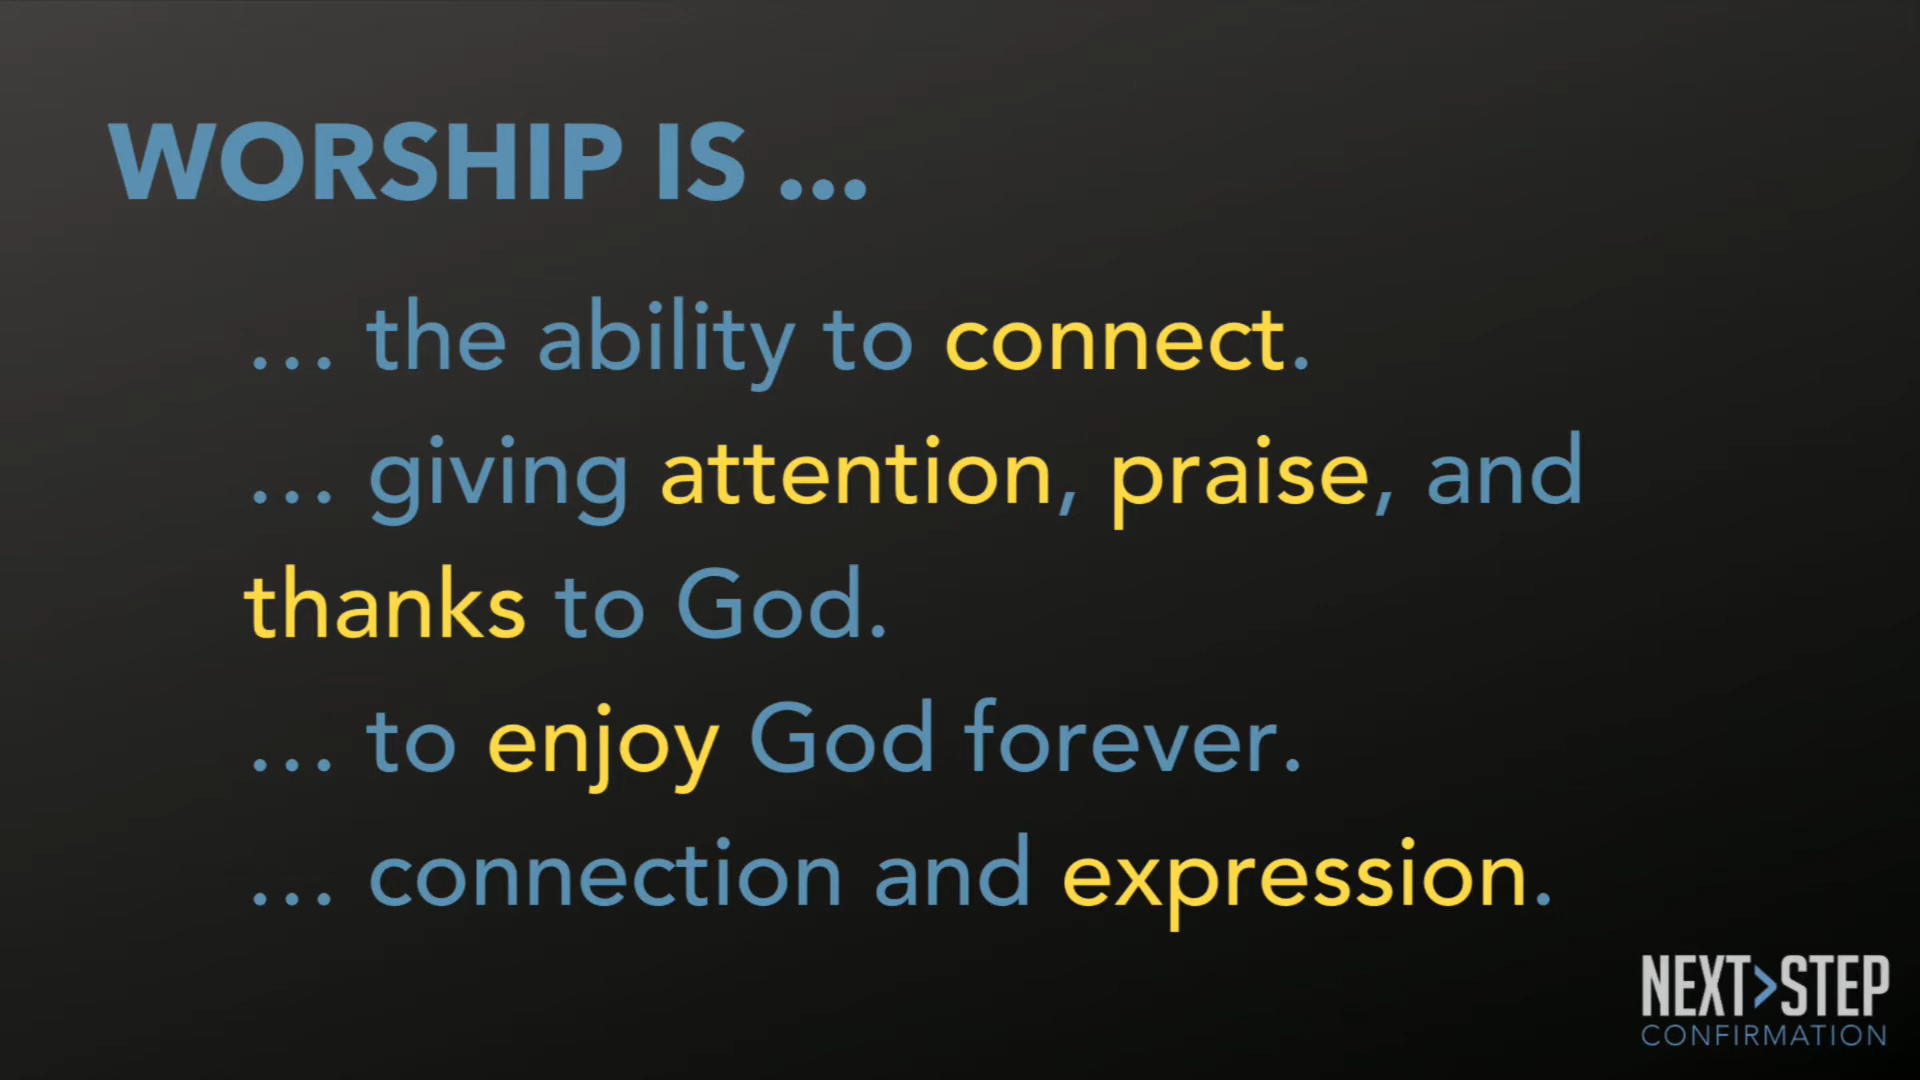 WORSHIP IS ...
... the ability to connect.
... giving attention, praise, and
thanks to God.
... to enjoy God forever.
... connection and expression.
NEXT>STEP
CONFIRMATION